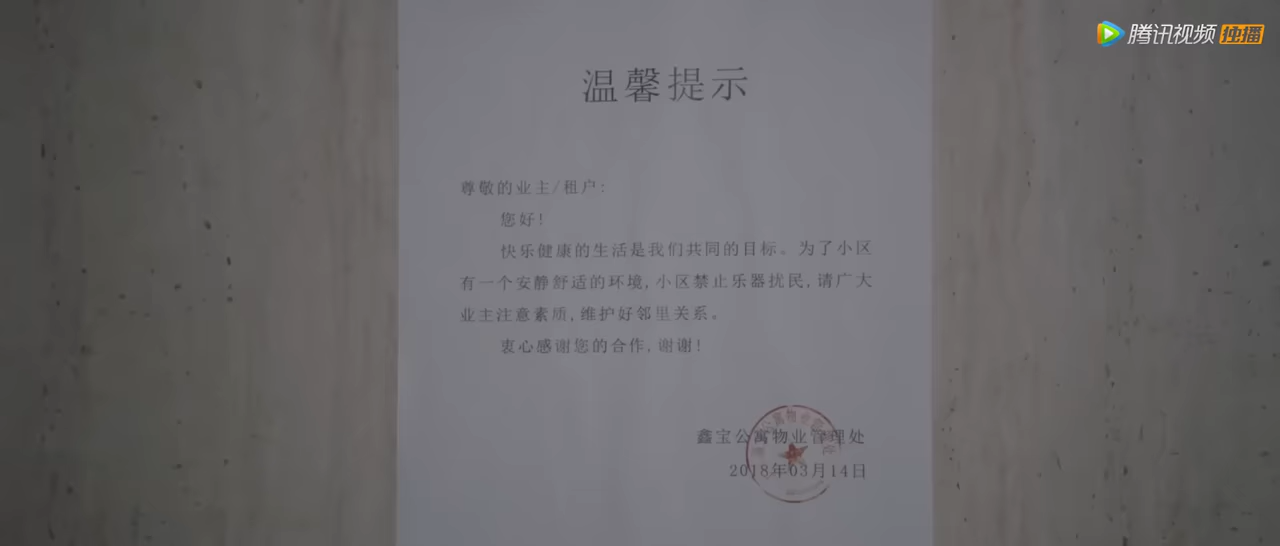 腾讯视频 独播
温馨提示
尊敬的业主/租户:
您好!
快乐健康的生活是我们共同的目标。为了小区
有一个安静舒适的环境,小区禁止乐器扰民,请广大
业主注意素质,维护好邻里关系。
衷心感谢您的合作,谢谢!
鑫宝公寓物业管理处
2018年03月14日